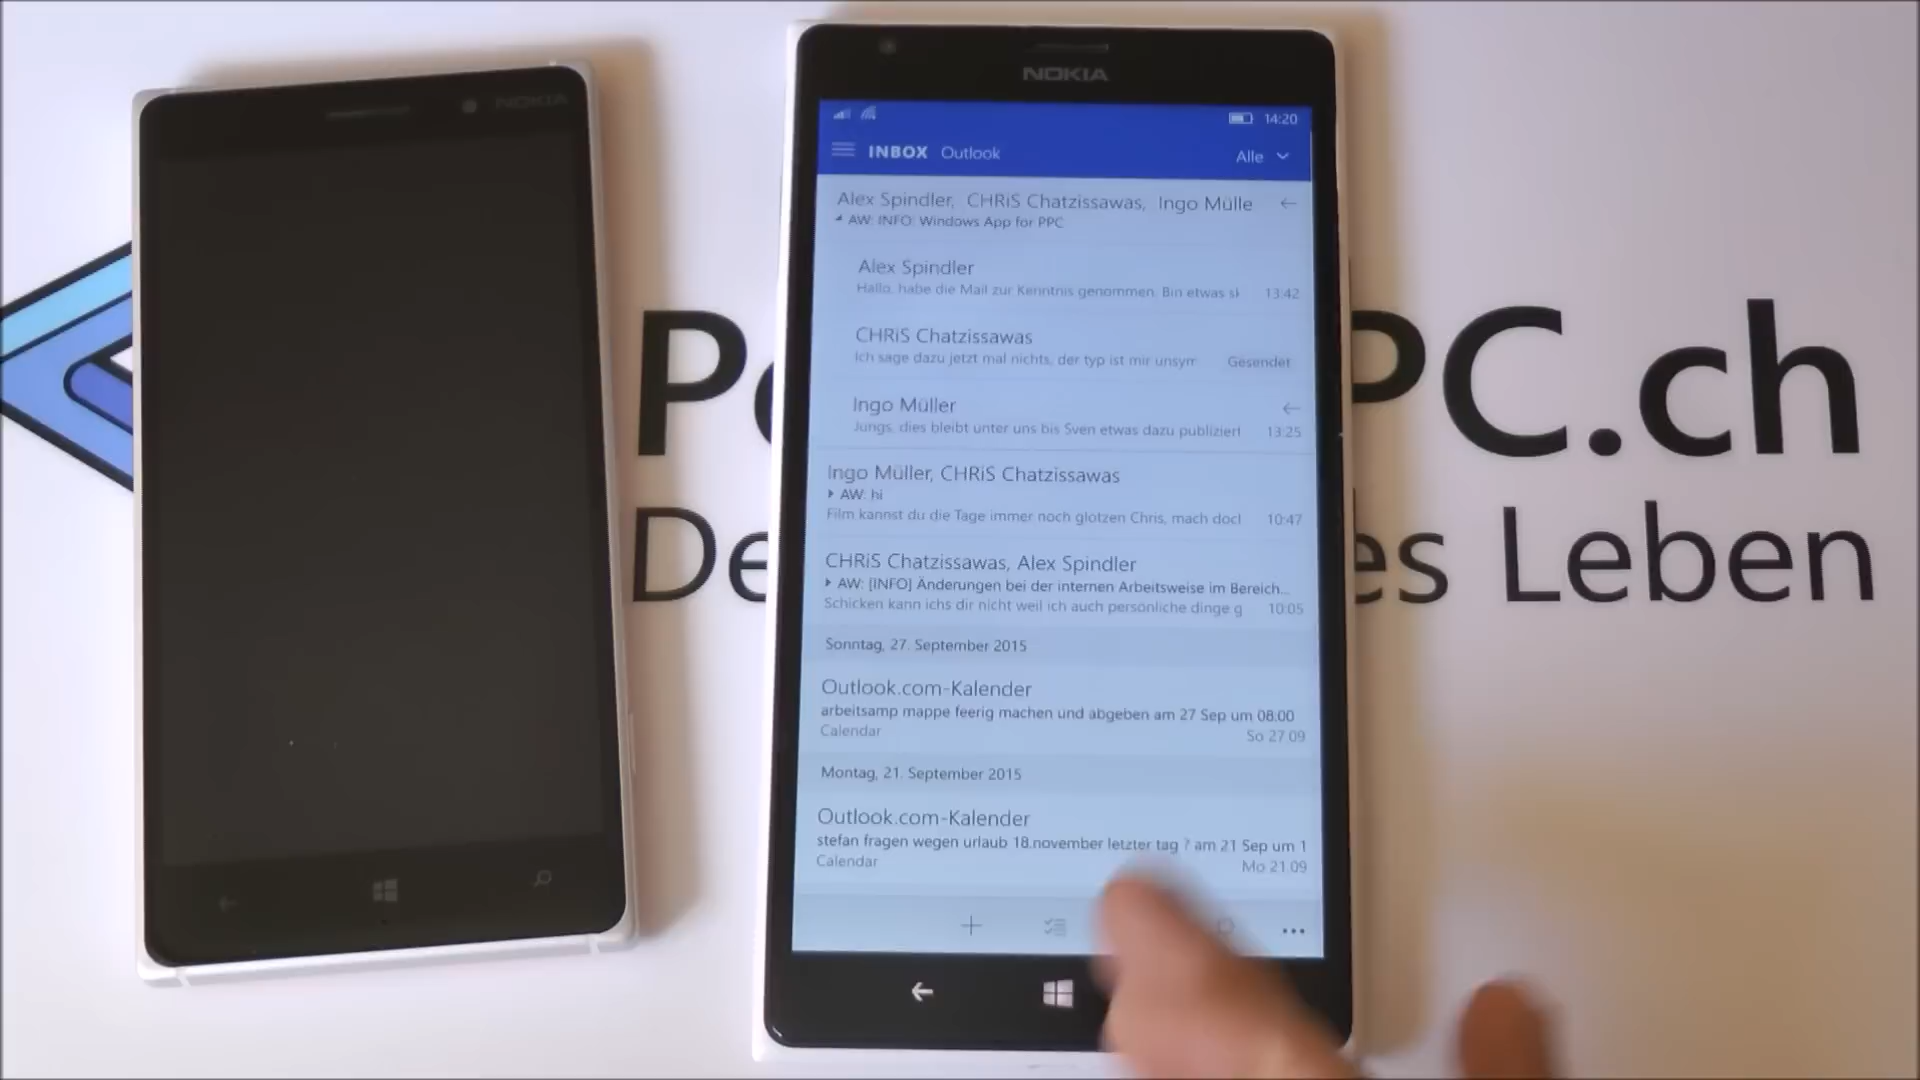 NOKIA
NOKIA
14:20
INBOX Outlook
Alle
Alex Spindler, CHRiS Chatzissawas, Ingo Mülle
AW: INFO: Windows App for PPC
Alex Spindler
Hallo, habe die Mail zur Kenntnis genommen. Bin etwas sk
13:42
CHRiS Chatzissawas
Ich sage dazu jetzt mal nichts, der typ ist mir unsym
Gesendet
Ingo Müller
Jungs, dies bleibt unter uns bis Sven etwas dazu publiziert
13:25
Ingo Müller, CHRiS Chatzissawas
AW: hi
Film kannst du die Tage immer noch glotzen Chris, mach docl
10:47
CHRiS Chatzissawas, Alex Spindler
AW: [INFO] Änderungen bei der internen Arbeitsweise im Bereich...
Schicken kann ichs dir nicht weil ich auch persönliche dinge g
10:05
Sonntag, 27. September 2015
Outlook.com-Kalender
arbeitsamp mappe feerig machen und abgeben am 27 Sep um 08:00
Calendar
So 27.09
Montag, 21. September 2015
Outlook.com-Kalender
stefan fragen wegen urlaub 18.november letzter tag ? am 21 Sep um 1
Calendar
Mo 21.09
P PC.ch
De es Leben